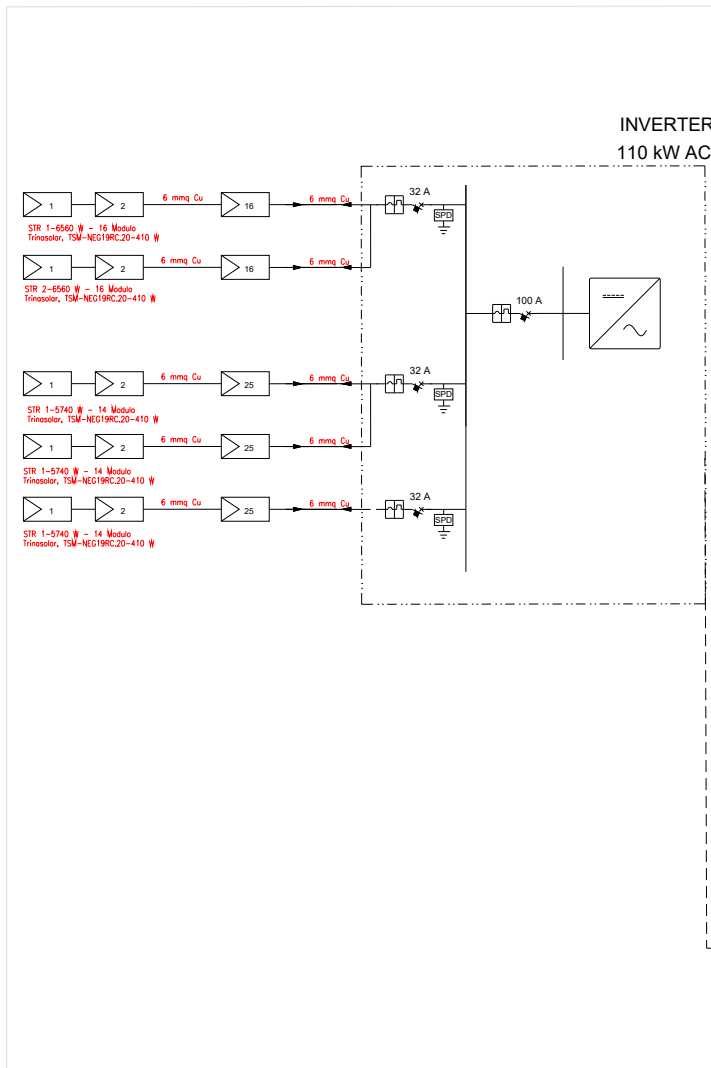 INVERTER
110 kW AC
1 2 6 mmq Cu 16 6 mmq Cu 32 A
SPD
STR 1-6560 W - 16 Modulo
Trinasolar, TSM-NEG19RC.20-410 W
1 2 6 mmq Cu 16 6 mmq Cu
STR 2-6560 W - 16 Modulo
Trinasolar, TSM-NEG19RC.20-410 W
100 A
1 2 6 mmq Cu 25 6 mmq Cu 32 A
SPD
STR 1-5740 W - 14 Modulo
Trinasolar, TSM-NEG19RC.20-410 W
1 2 6 mmq Cu 25 6 mmq Cu
STR 1-5740 W - 14 Modulo
Trinasolar, TSM-NEG19RC.20-410 W
1 2 6 mmq Cu 25 6 mmq Cu 32 A
SPD
STR 1-5740 W - 14 Modulo
Trinasolar, TSM-NEG19RC.20-410 W